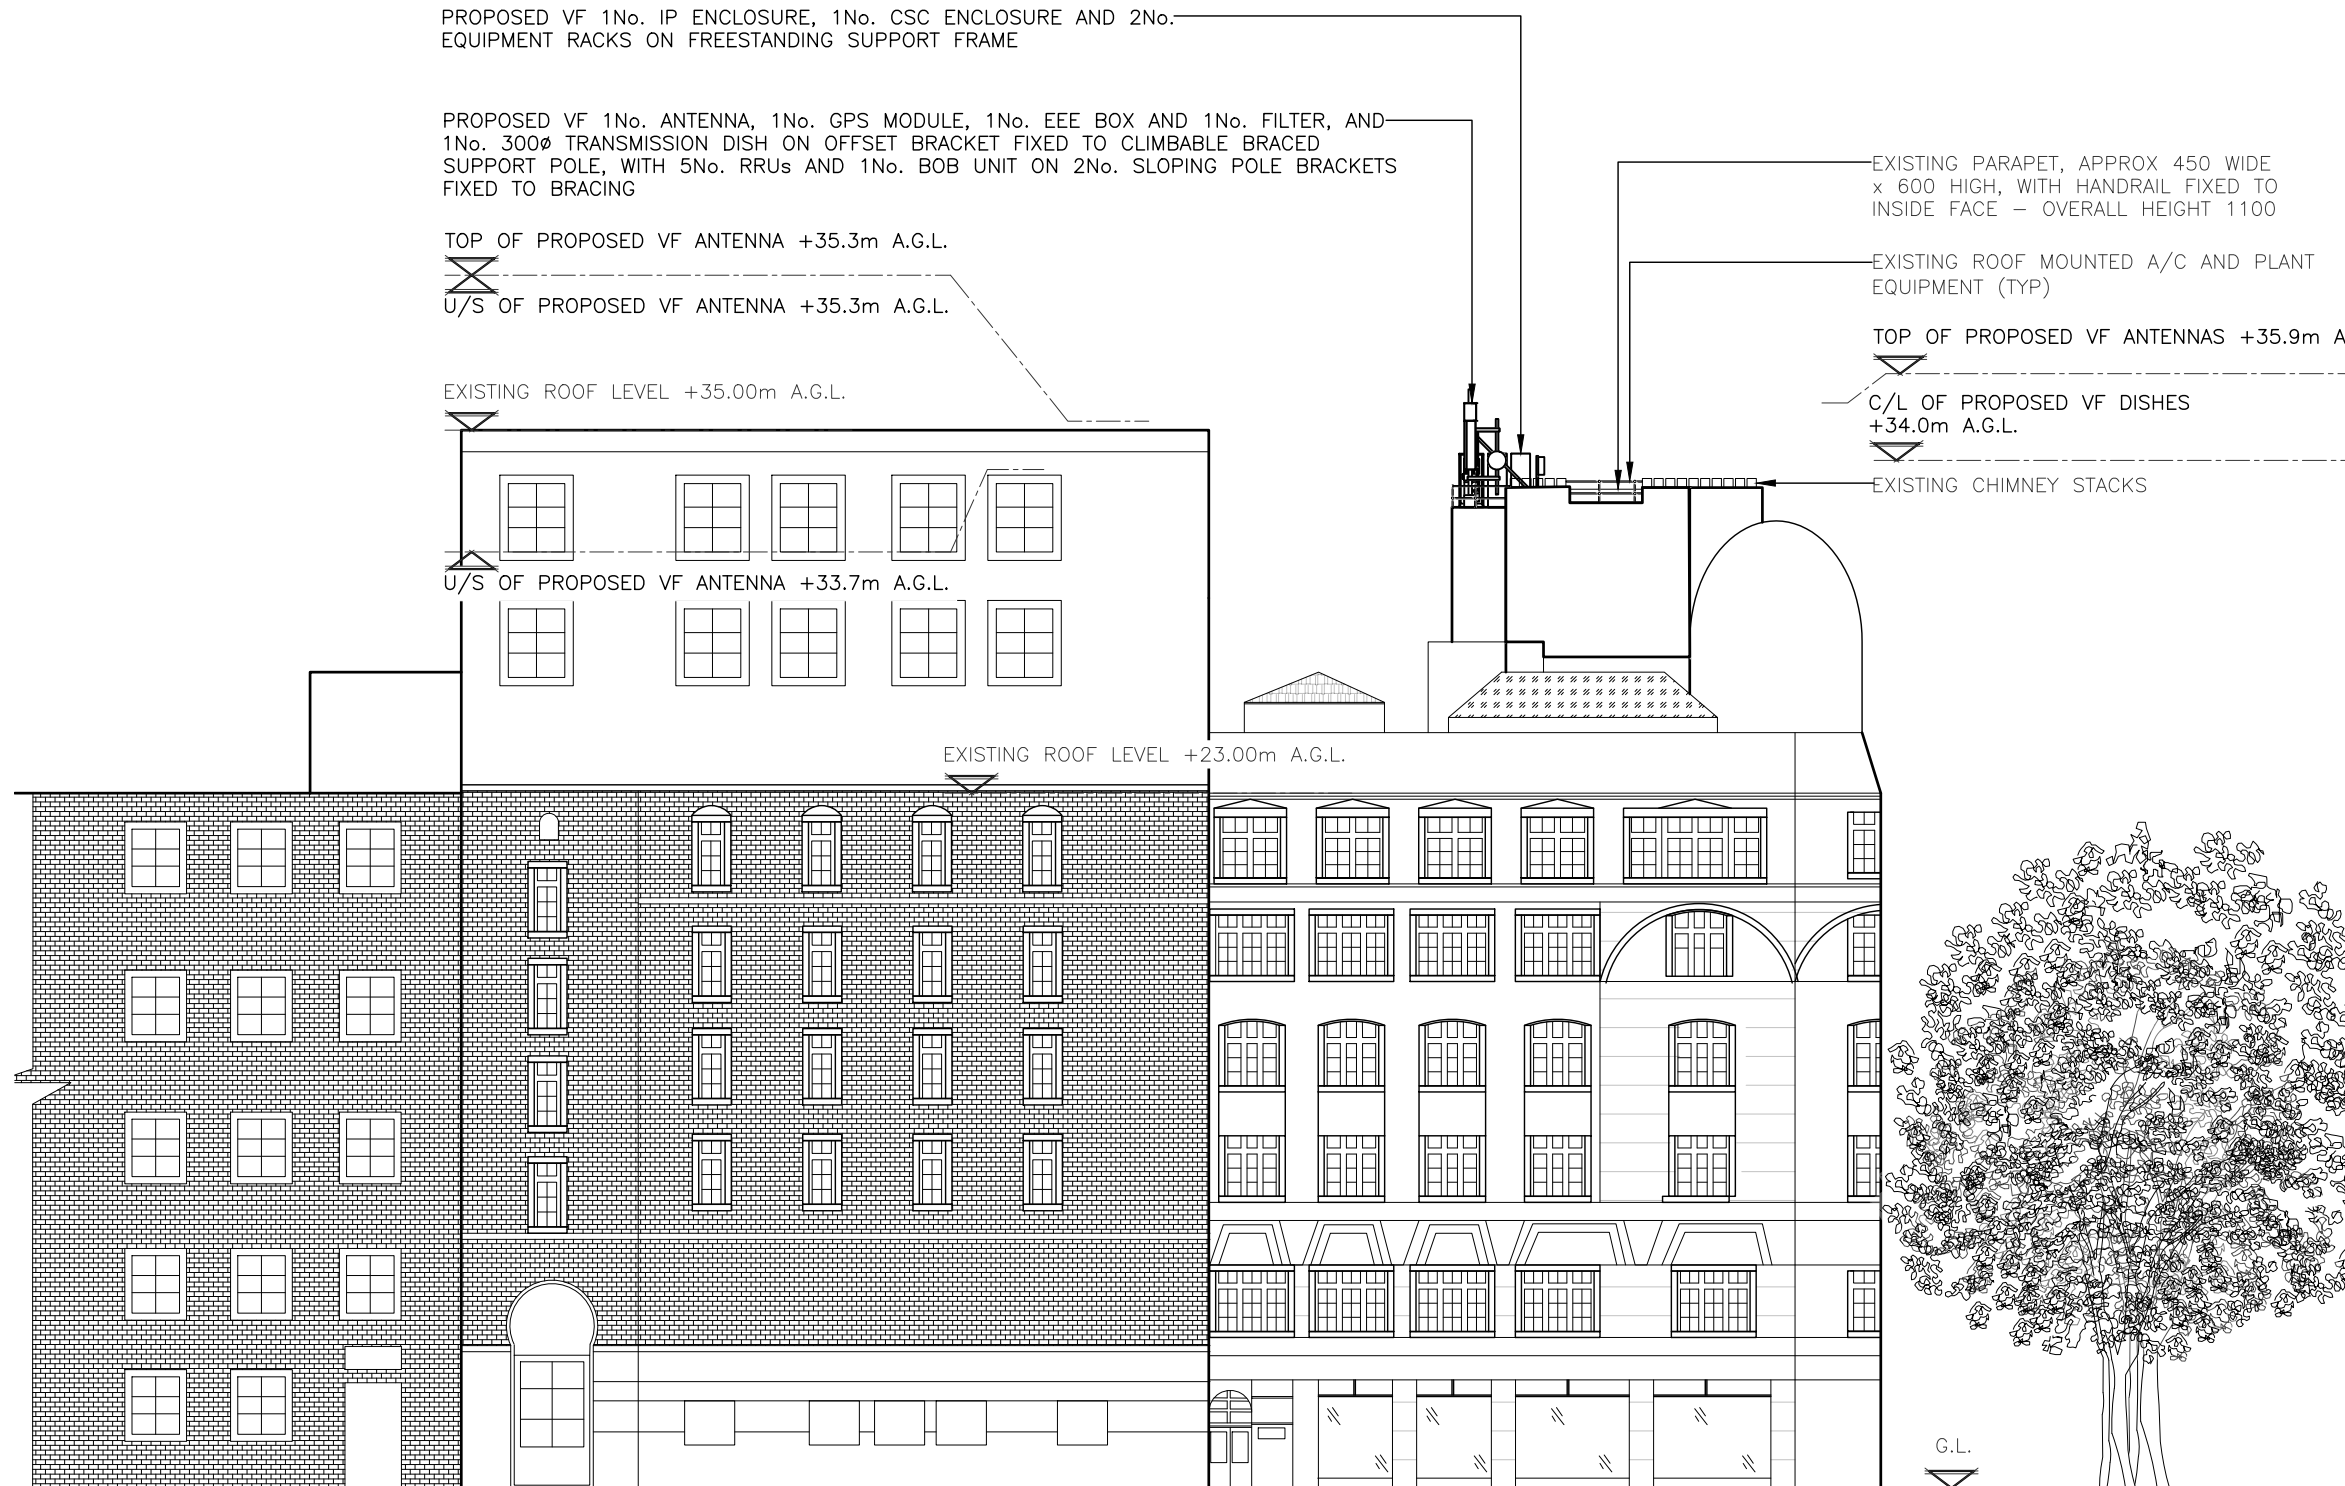 PROPOSED VF 1No. IP ENCLOSURE, 1No. CSC ENCLOSURE AND 2No.
EQUIPMENT RACKS ON FREESTANDING SUPPORT FRAME
PROPOSED VF 1No. ANTENNA, 1No. GPS MODULE, 1No. EEE BOX AND 1No. FILTER, AND
1No. 300ø TRANSMISSION DISH ON OFFSET BRACKET FIXED TO CLIMBABLE BRACED
SUPPORT POLE, WITH 5No. RRUs AND 1No. BOB UNIT ON 2No. SLOPING POLE BRACKETS
FIXED TO BRACING
TOP OF PROPOSED VF ANTENNA +35.3m A.G.L.
U/S OF PROPOSED VF ANTENNA +35.3m A.G.L.
EXISTING ROOF LEVEL +35.00m A.G.L.
U/S OF PROPOSED VF ANTENNA +33.7m A.G.L.
EXISTING ROOF LEVEL +23.00m A.G.L.
EXISTING PARAPET, APPROX 450 WIDE
x 600 HIGH, WITH HANDRAIL FIXED TO
INSIDE FACE – OVERALL HEIGHT 1100
EXISTING ROOF MOUNTED A/C AND PLANT
EQUIPMENT (TYP)
TOP OF PROPOSED VF ANTENNAS +35.9m A
C/L OF PROPOSED VF DISHES
+34.0m A.G.L.
EXISTING CHIMNEY STACKS
G.L.